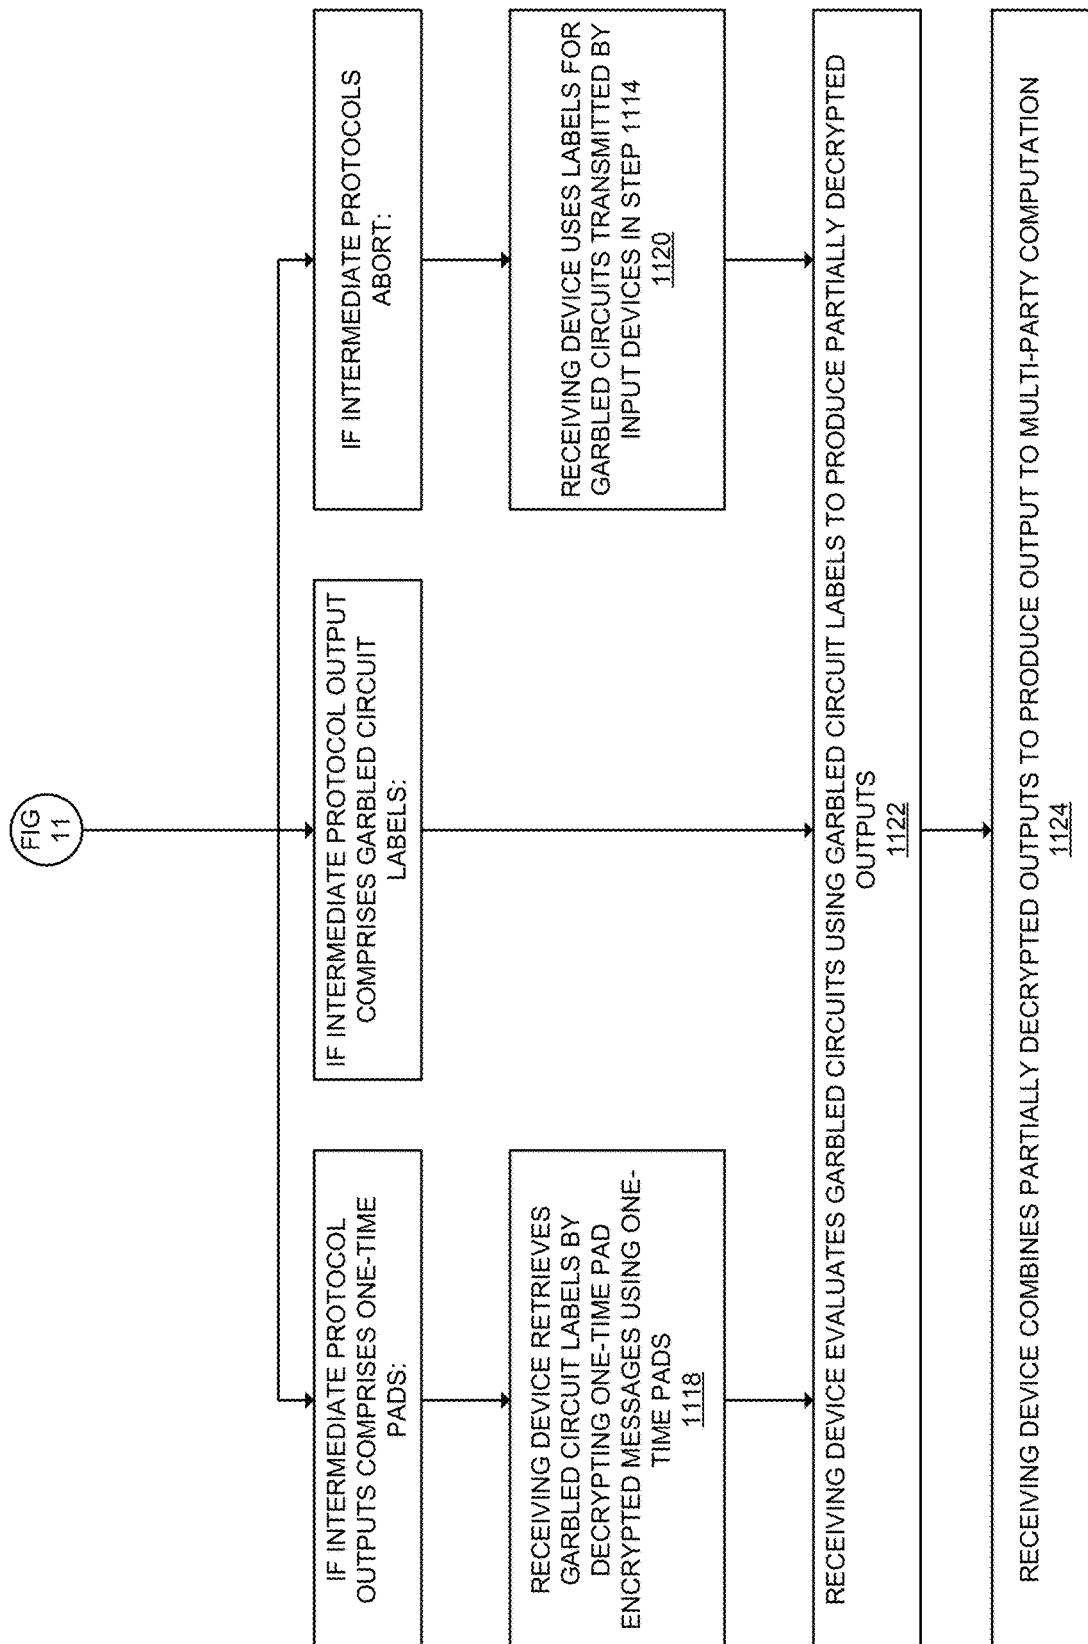 FIG
11
IF INTERMEDIATE PROTOCOL
OUTPUTS COMPRISES ONE-TIME
PADS:
IF INTERMEDIATE PROTOCOL OUTPUT
COMPRISES GARBLED CIRCUIT
LABELS:
IF INTERMEDIATE PROTOCOLS
ABORT:
RECEIVING DEVICE RETRIEVES
GARBLED CIRCUIT LABELS BY
DECRYPTING ONE-TIME PAD
ENCRYPTED MESSAGES USING ONE-
TIME PADS
1118
RECEIVING DEVICE USES LABELS FOR
GARBLED CIRCUITS TRANSMITTED BY
INPUT DEVICES IN STEP 1114
1120
RECEIVING DEVICE EVALUATES GARBLED CIRCUITS USING GARBLED CIRCUIT LABELS TO PRODUCE PARTIALLY DECRYPTED
OUTPUTS
1122
RECEIVING DEVICE COMBINES PARTIALLY DECRYPTED OUTPUTS TO PRODUCE OUTPUT TO MULTI-PARTY COMPUTATION
1124